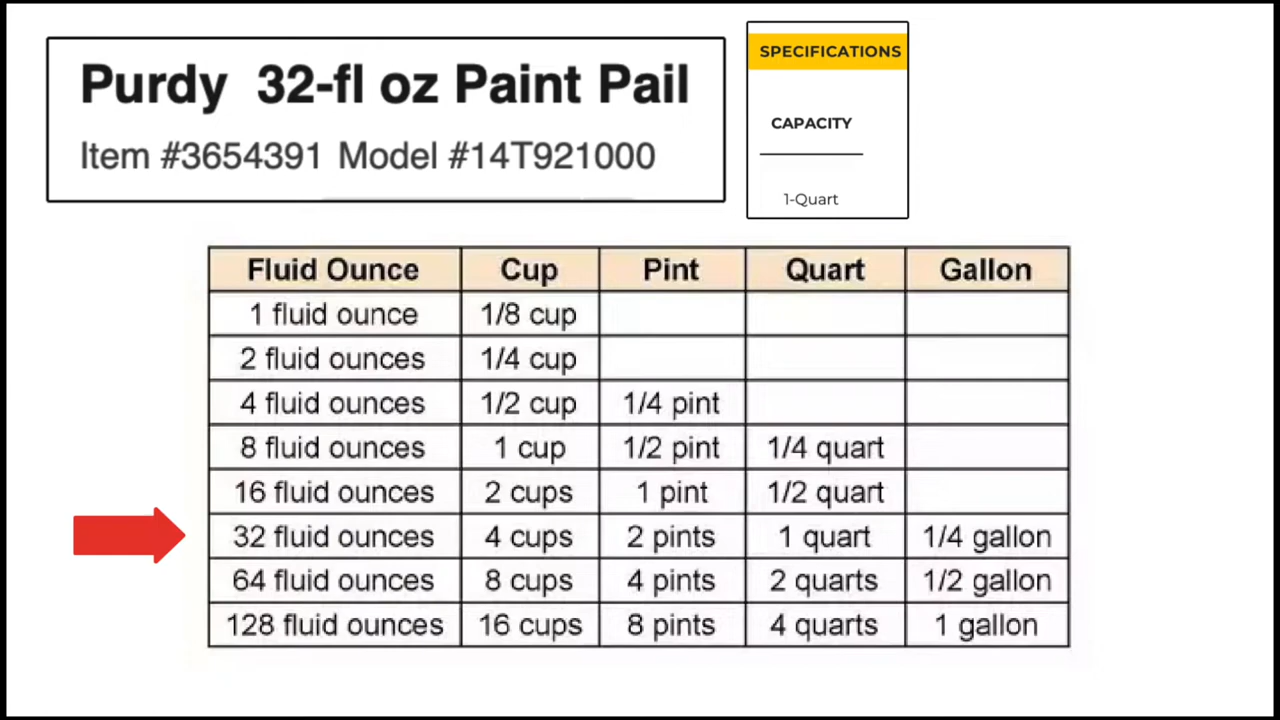 Purdy 32-fl oz Paint Pail
Item #3654391 Model #14T921000
SPECIFICATIONS
CAPACITY
1-Quart
Fluid Ounce Cup Pint Quart Gallon
1 fluid ounce 1/8 cup
2 fluid ounces 1/4 cup
4 fluid ounces 1/2 cup 1/4 pint
8 fluid ounces 1 cup 1/2 pint 1/4 quart
16 fluid ounces 2 cups 1 pint 1/2 quart
32 fluid ounces 4 cups 2 pints 1 quart 1/4 gallon
64 fluid ounces 8 cups 4 pints 2 quarts 1/2 gallon
128 fluid ounces 16 cups 8 pints 4 quarts 1 gallon